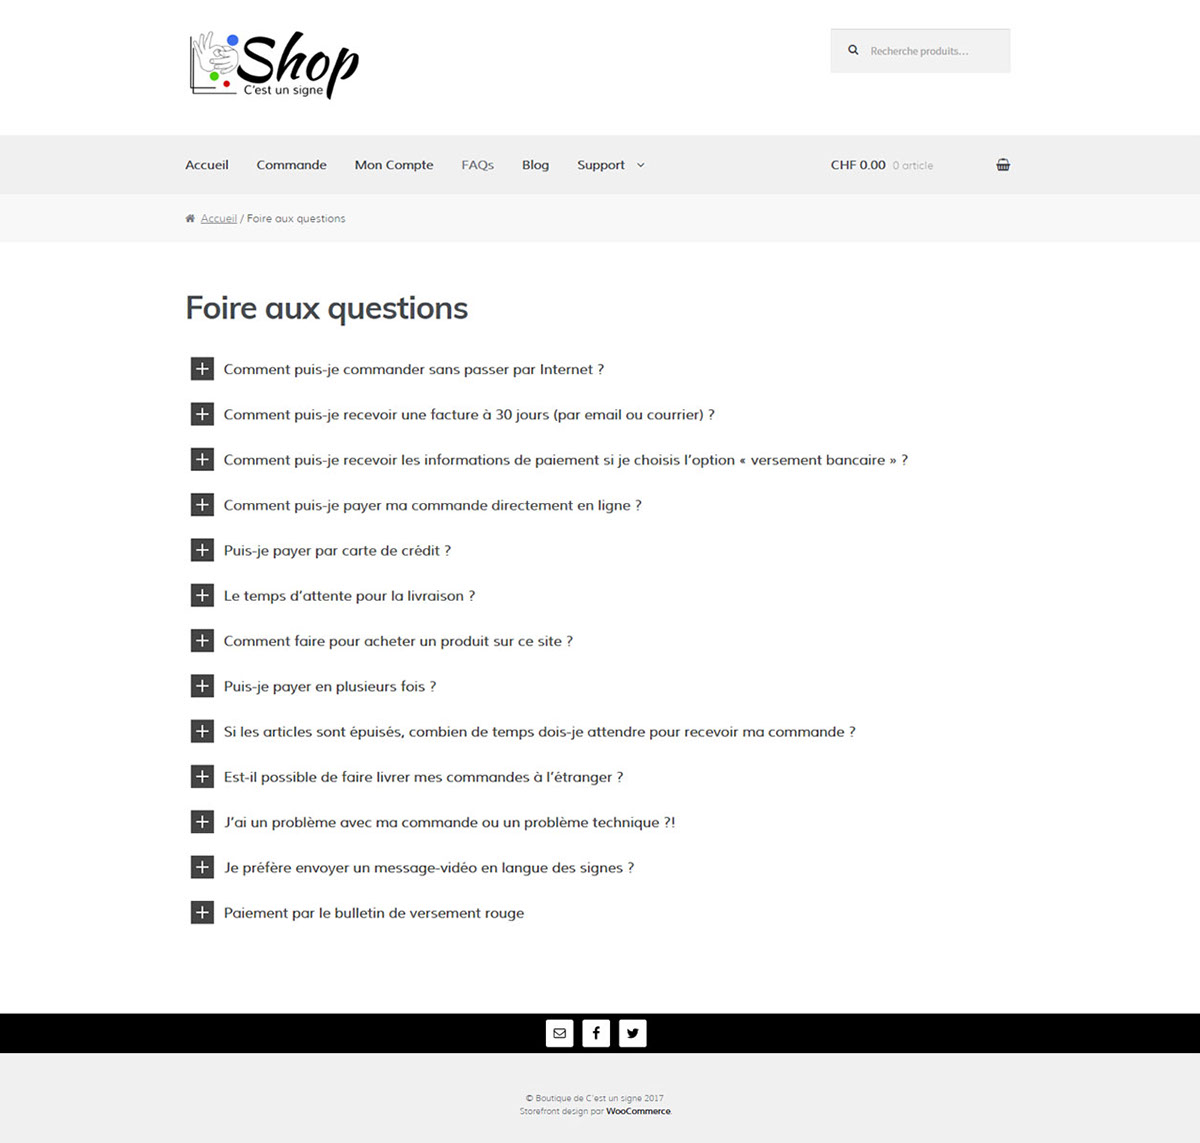 Shop
C'est un signe
Recherche produits…
Accueil Commande Mon Compte FAQs Blog Support CHF 0.00 0 article
Accueil / Foire aux questions
Foire aux questions
Comment puis-je commander sans passer par Internet ?
Comment puis-je recevoir une facture à 30 jours (par email ou courrier) ?
Comment puis-je recevoir les informations de paiement si je choisis l’option « versement bancaire » ?
Comment puis-je payer ma commande directement en ligne ?
Puis-je payer par carte de crédit ?
Le temps d’attente pour la livraison ?
Comment faire pour acheter un produit sur ce site ?
Puis-je payer en plusieurs fois ?
Si les articles sont épuisés, combien de temps dois-je attendre pour recevoir ma commande ?
Est-il possible de faire livrer mes commandes à l’étranger ?
J’ai un problème avec ma commande ou un problème technique ?!
Je préfère envoyer un message-vidéo en langue des signes ?
Paiement par le bulletin de versement rouge
© Boutique de C'est un signe 2017
Storefront design par WooCommerce.